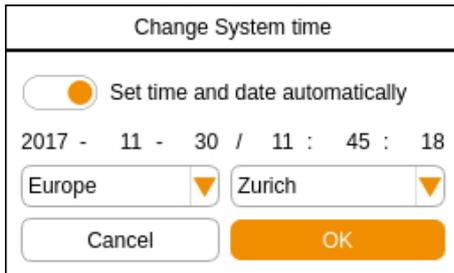 Change System time
Set time and date automatically
2017 - 11 - 30 / 11 : 45 : 18
Europe Zurich
Cancel OK